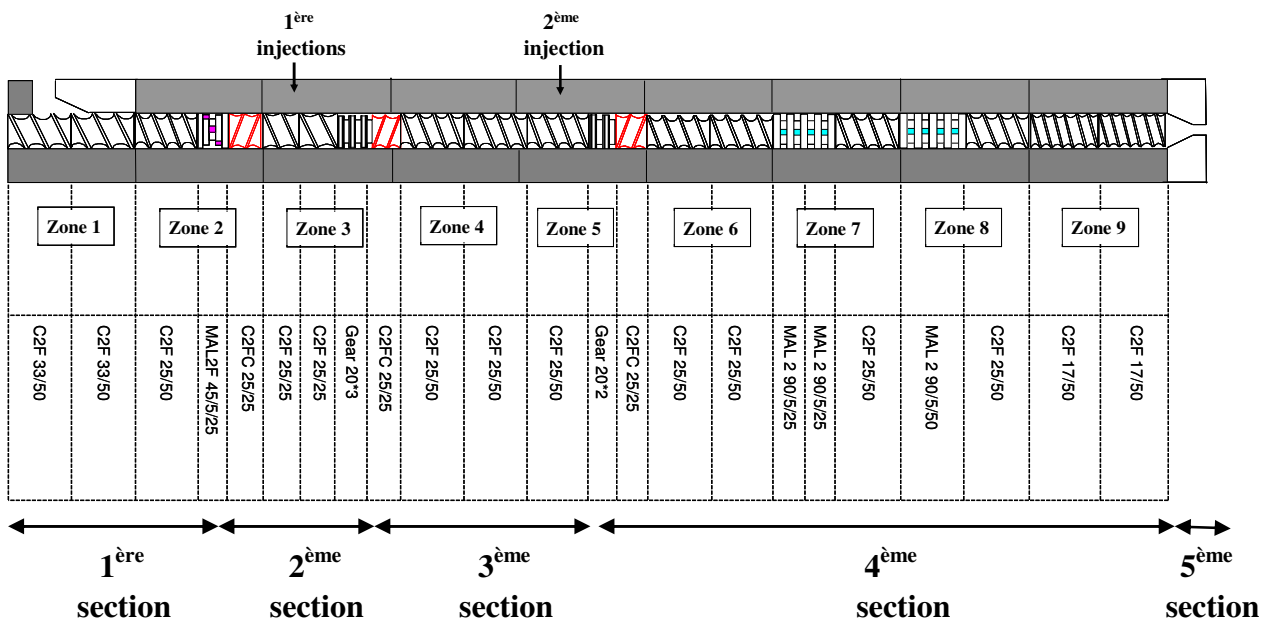 1ère
injections
2ème
injection
Zone 1
Zone 2
Zone 3
Zone 4
Zone 5
Zone 6
Zone 7
Zone 8
Zone 9
C2F 33/50
C2F 33/50
C2F 25/50
MAL2F 45/5/25
C2FC 25/25
C2F 25/25
C2F 25/25
Gear 20*3
C2FC 25/25
C2F 25/50
C2F 25/50
C2F 25/50
Gear 20*2
C2FC 25/25
C2F 25/50
C2F 25/50
MAL 2 90/5/25
MAL 2 90/5/25
C2F 25/50
MAL 2 90/5/50
C2F 25/50
C2F 17/50
C2F 17/50
1ère
section
2ème
section
3ème
section
4ème
section
5ème
section